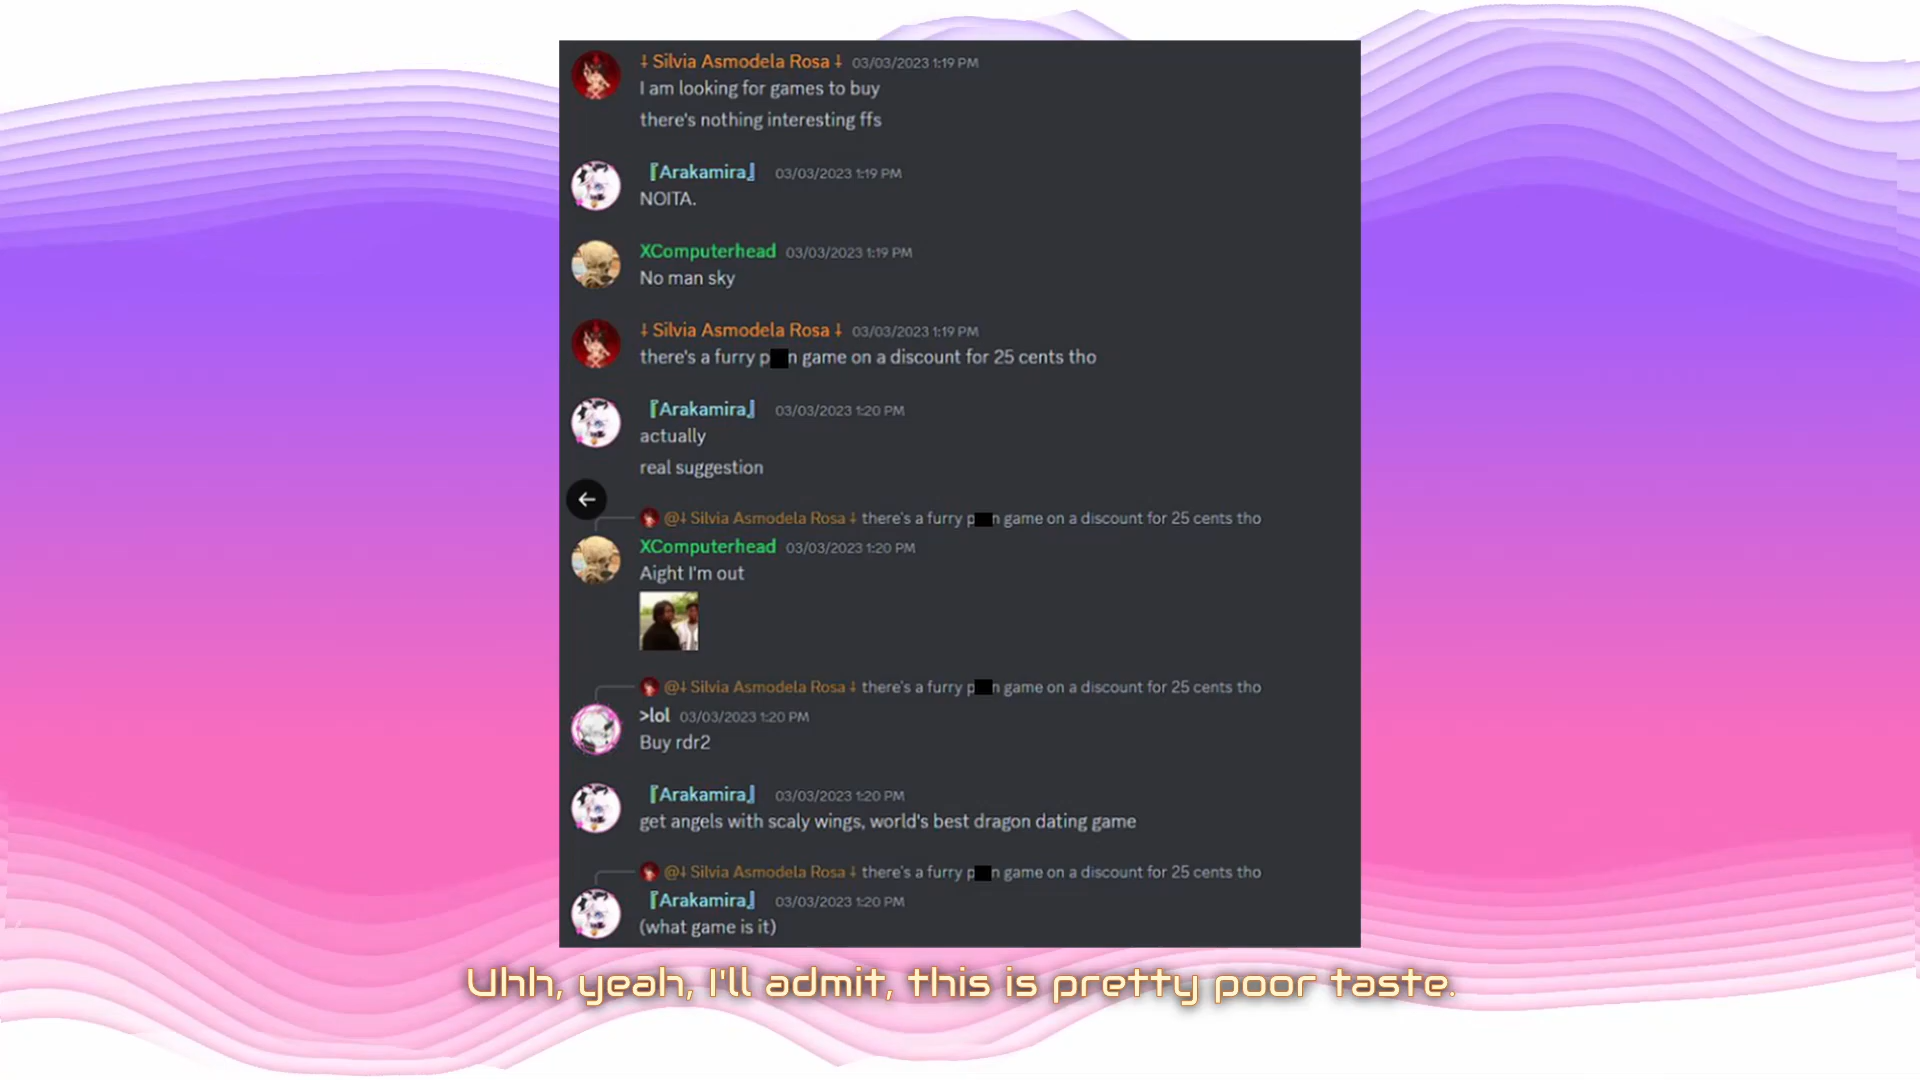 ⸸ Silvia Asmodela Rosa ⸸ 03/03/2023 1:19 PM
I am looking for games to buy
there's nothing interesting ffs
『Arakamira』 03/03/2023 1:19 PM
NOITA.
XComputerhead 03/03/2023 1:19 PM
No man sky
⸸ Silvia Asmodela Rosa ⸸ 03/03/2023 1:19 PM
there's a furry p n game on a discount for 25 cents tho
『Arakamira』 03/03/2023 1:20 PM
actually
real suggestion
@⸸ Silvia Asmodela Rosa ⸸ there's a furry p n game on a discount for 25 cents tho
XComputerhead 03/03/2023 1:20 PM
Aight I'm out
@⸸ Silvia Asmodela Rosa ⸸ there's a furry p n game on a discount for 25 cents tho
>lol 03/03/2023 1:20 PM
Buy rdr2
『Arakamira』 03/03/2023 1:20 PM
get angels with scaly wings, world's best dragon dating game
@⸸ Silvia Asmodela Rosa ⸸ there's a furry p n game on a discount for 25 cents tho
『Arakamira』 03/03/2023 1:20 PM
(what game is it)
Uhh, yeah, I'll admit, this is pretty poor taste.